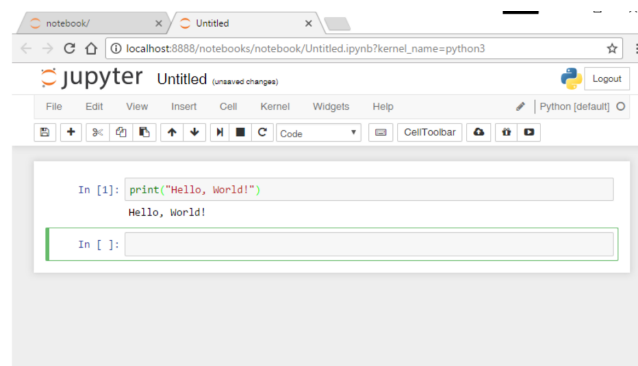 notebook/ Untitled
localhost:8888/notebooks/notebook/Untitled.ipynb?kernel_name=python3
jupyter Untitled (unsaved changes) Logout
File Edit View Insert Cell Kernel Widgets Help Python [default]
Code CellToolbar
In [1]: print("Hello, World!")
Hello, World!
In [ ]: